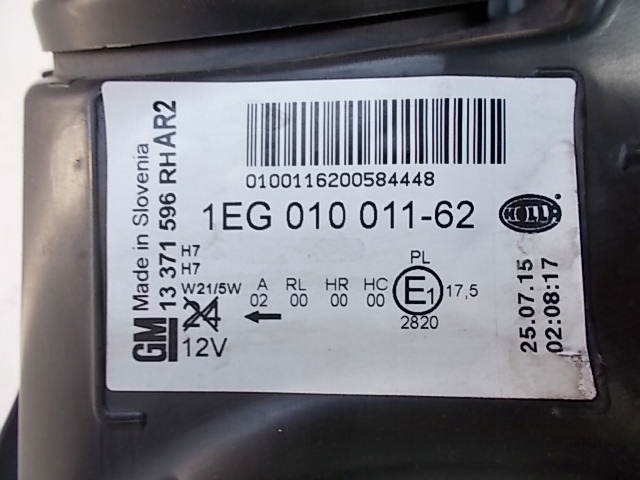 0100116200584448
1EG 010 011-62
HELLA
GM
Made in Slovenia
13 371 596 RHAR2
H7
H7
W21/5W
24
12V
A RL HR HC
02 00 00 00
PL
E1
17,5
2820
25.07.15
02:08:17